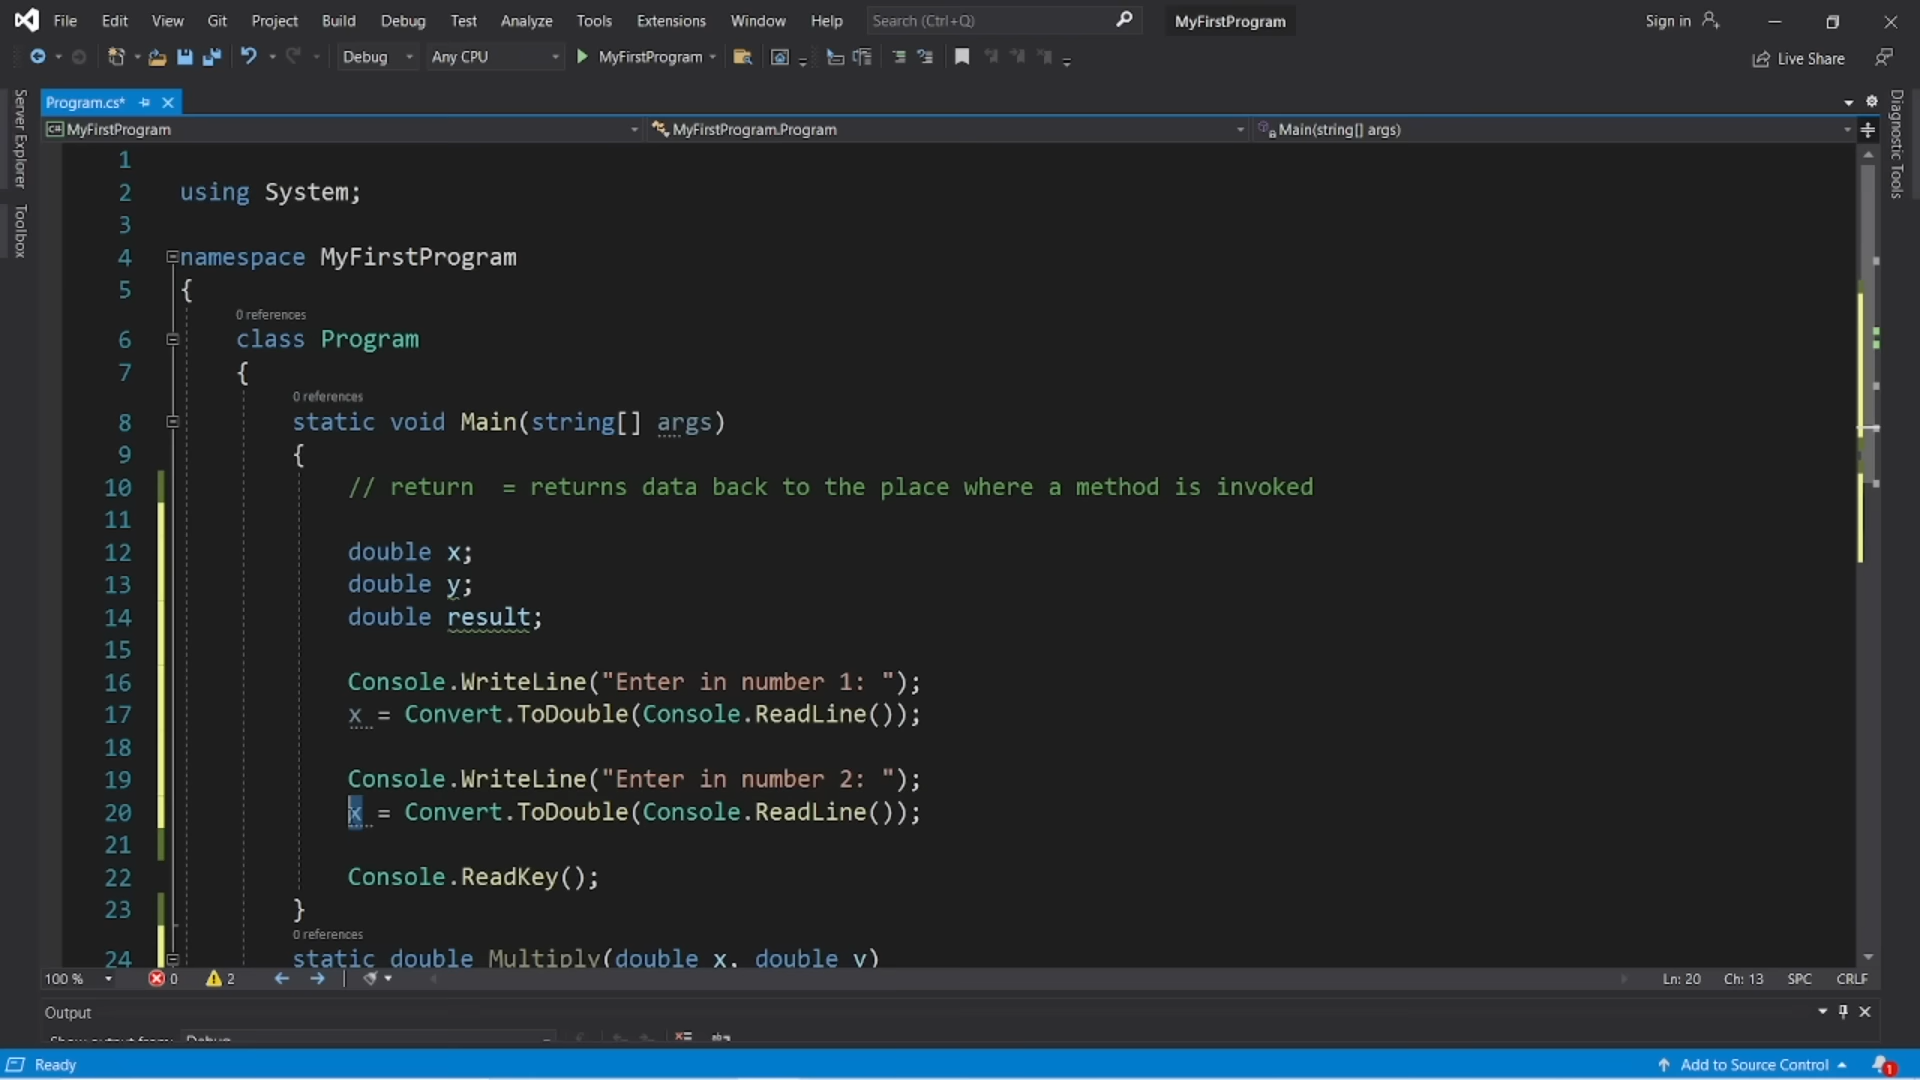 File Edit View Git Project Build Debug Test Analyze Tools Extensions Window Help Search (Ctrl+Q) MyFirstProgram Sign in
Debug Any CPU MyFirstProgram Live Share
Server Explorer
Toolbox
Diagnostic Tools
Program.cs*
C# MyFirstProgram MyFirstProgram.Program Main(string[] args)
1
2 using System;
3
4 namespace MyFirstProgram
5 {
0 references
6 class Program
7 {
0 references
8 static void Main(string[] args)
9 {
10 // return = returns data back to the place where a method is invoked
11
12 double x;
13 double y;
14 double result;
15
16 Console.WriteLine("Enter in number 1: ");
17 x = Convert.ToDouble(Console.ReadLine());
18
19 Console.WriteLine("Enter in number 2: ");
20 x = Convert.ToDouble(Console.ReadLine());
21
22 Console.ReadKey();
23 }
0 references
24 static double Multiply(double x, double y)
100 % 0 2 Ln: 20 Ch: 13 SPC CRLF
Output
Show output from: Debug
Ready Add to Source Control 1